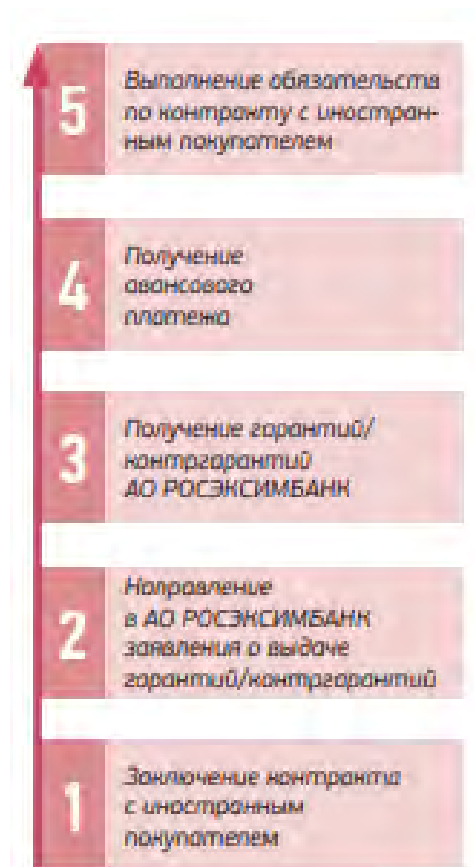 5
Выполнение обязательств
по контракту с иностран-
ным покупателем
4
Получение
авансового
платежа
3
Получение гарантий/
контргарантий
АО РОСЭКСИМБАНК
2
Направление
в АО РОСЭКСИМБАНК
заявления о выдаче
гарантий/контргарантий
1
Заключение контракта
с иностранным
покупателем